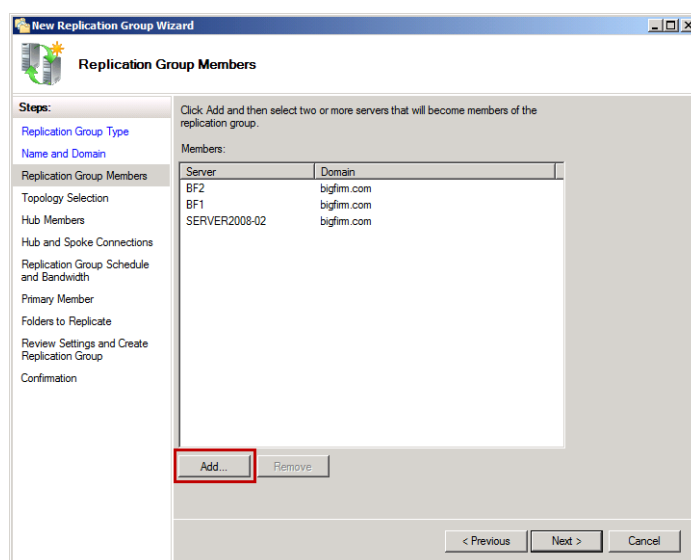 New Replication Group Wizard
Replication Group Members
Steps:
Replication Group Type
Name and Domain
Replication Group Members
Topology Selection
Hub Members
Hub and Spoke Connections
Replication Group Schedule
and Bandwidth
Primary Member
Folders to Replicate
Review Settings and Create
Replication Group
Confirmation
Click Add and then select two or more servers that will become members of the
replication group.
Members:
Server Domain
BF2 bigfirm.com
BF1 bigfirm.com
SERVER2008-02 bigfirm.com
Add... Remove
< Previous Next > Cancel